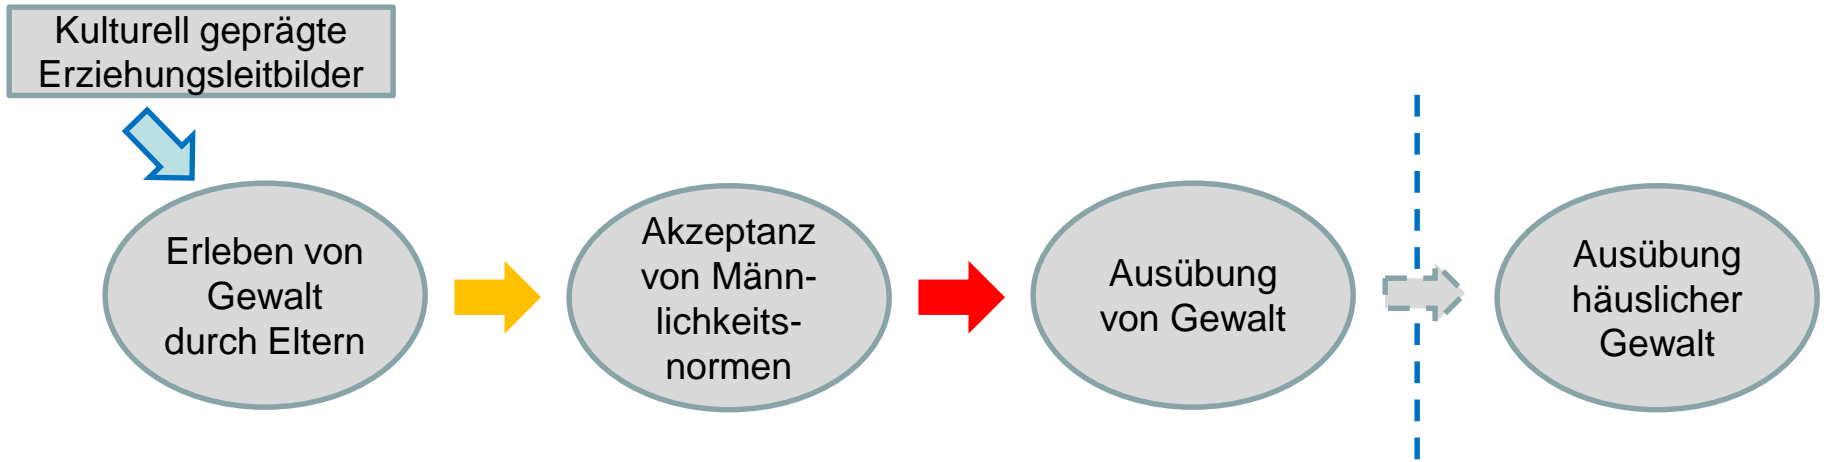 Kulturell geprägte
Erziehungsleitbilder
Erleben von
Gewalt
durch Eltern
Akzeptanz
von Männ-
lichkeits-
normen
Ausübung
von Gewalt
Ausübung
häuslicher
Gewalt